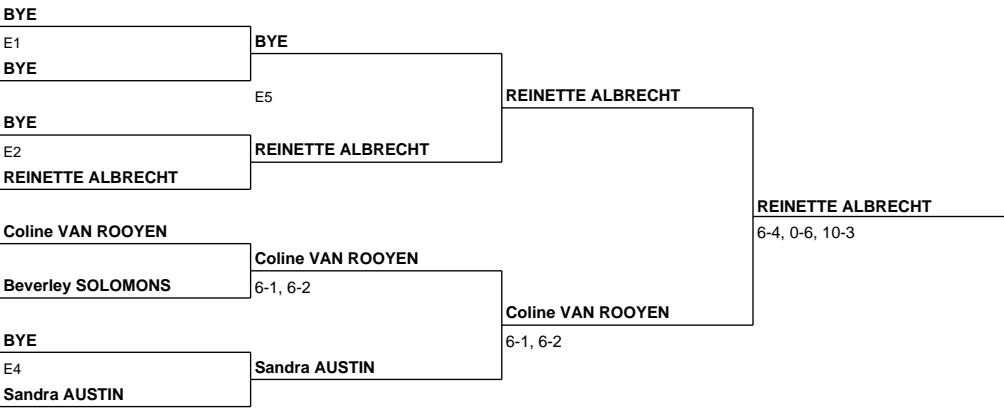 BYE
E1
BYE
BYE
E5
REINETTE ALBRECHT
BYE
E2
REINETTE ALBRECHT
REINETTE ALBRECHT
REINETTE ALBRECHT
6-4, 0-6, 10-3
Coline VAN ROOYEN
Coline VAN ROOYEN
Beverley SOLOMONS
6-1, 6-2
Coline VAN ROOYEN
6-1, 6-2
BYE
E4
Sandra AUSTIN
Sandra AUSTIN